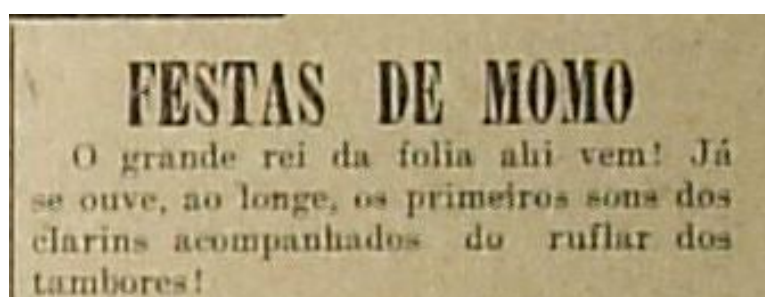 FESTAS DE MOMO
O grande rei da folia ahi vem! Já
se ouve, ao longe, os primeiros sons dos
clarins acompanhados do ruflar dos
tambores!